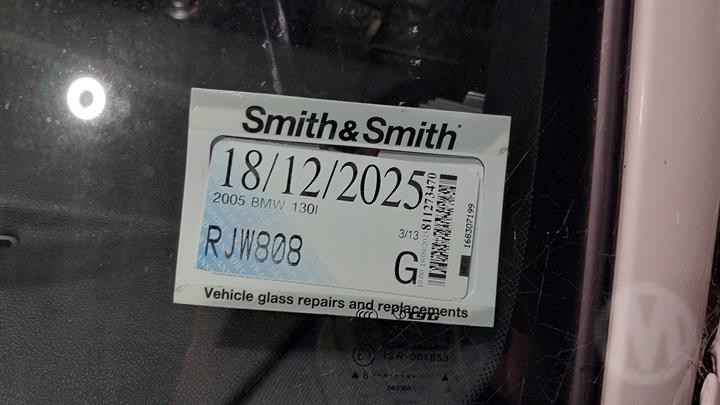 Smith&Smith
18/12/2025
2005 BMW 130I
RJW808
3/13
G
811273470
168307199
Vehicle glass repairs and replacements
43R-001853
M